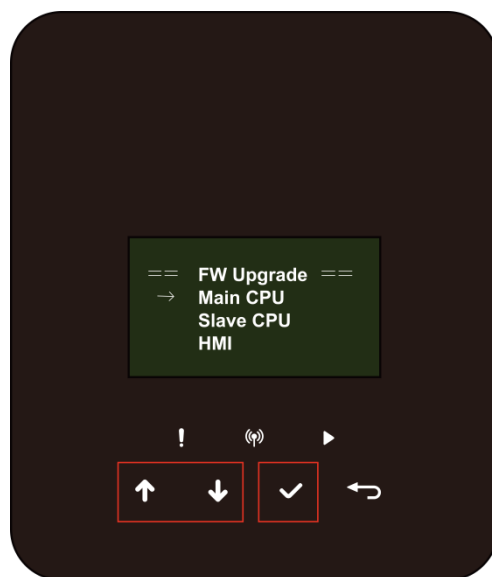 == FW Upgrade ==
→ Main CPU
Slave CPU
HMI